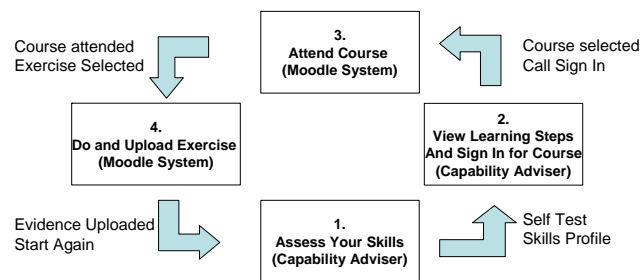 Course attended
Exercise Selected
3.
Attend Course
(Moodle System)
Course selected
Call Sign In
4.
Do and Upload Exercise
(Moodle System)
2.
View Learning Steps
And Sign In for Course
(Capability Adviser)
Evidence Uploaded
Start Again
1.
Assess Your Skills
(Capability Adviser)
Self Test
Skills Profile